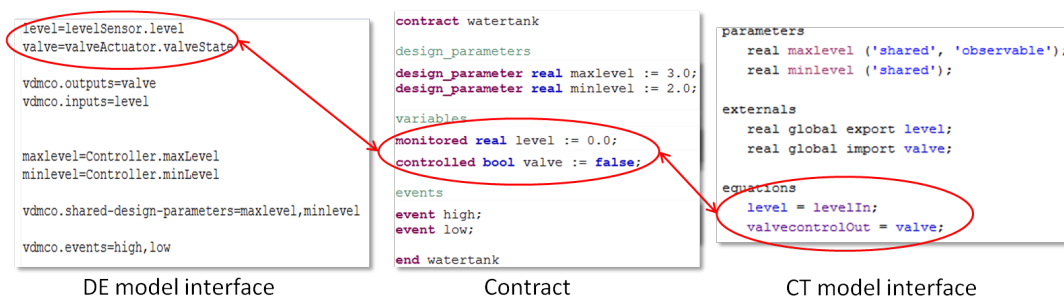 level=levelSensor.level
valve=valveActuator.valveState
vdmco.outputs=valve
vdmco.inputs=level
maxlevel=Controller.maxLevel
minlevel=Controller.minLevel
vdmco.shared-design-parameters=maxlevel,minlevel
vdmco.events=high,low
DE model interface
contract watertank
design_parameters
design_parameter real maxlevel := 3.0;
design_parameter real minlevel := 2.0;
variables
monitored real level := 0.0;
controlled bool valve := false;
events
event high;
event low;
end watertank
Contract
parameters
real maxlevel ('shared', 'observable');
real minlevel ('shared');
externals
real global export level;
real global import valve;
equations
level = levelIn;
valvecontrolOut = valve;
CT model interface